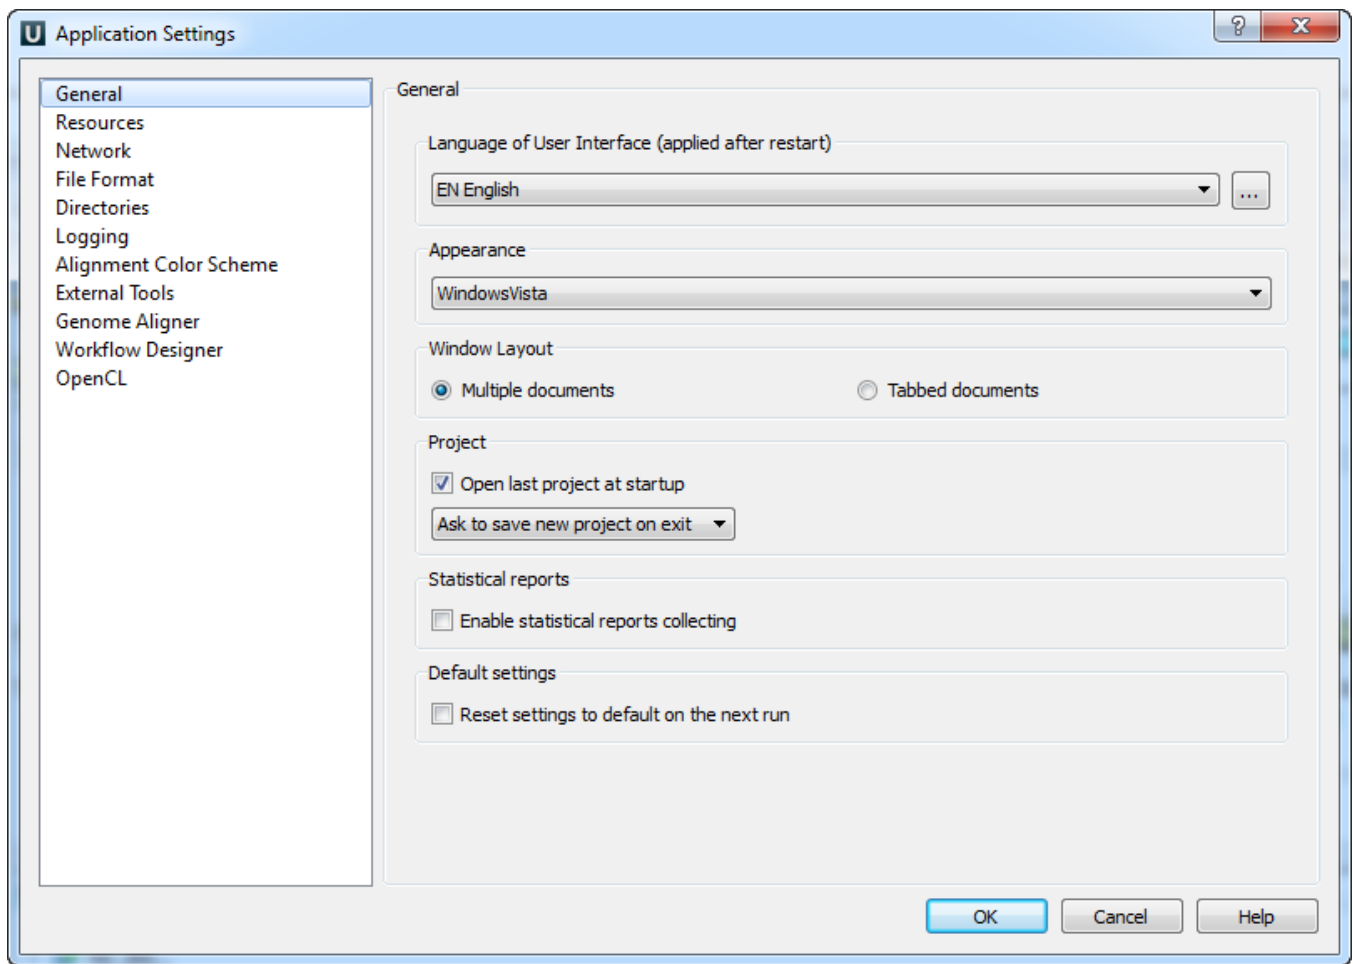 U Application Settings
?
General
Resources
Network
File Format
Directories
Logging
Alignment Color Scheme
External Tools
Genome Aligner
Workflow Designer
OpenCL
General
Language of User Interface (applied after restart)
EN English
...
Appearance
WindowsVista
Window Layout
Multiple documents
Tabbed documents
Project
Open last project at startup
Ask to save new project on exit
Statistical reports
Enable statistical reports collecting
Default settings
Reset settings to default on the next run
OK
Cancel
Help